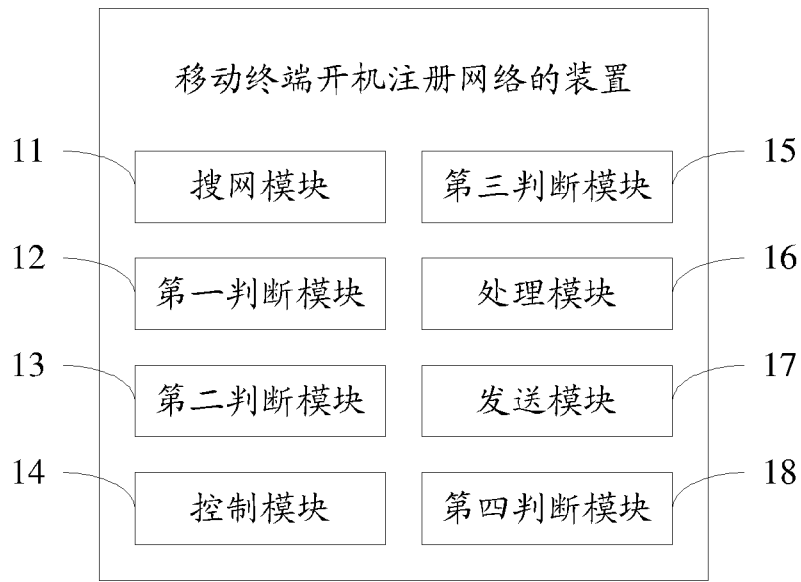 移动终端开机注册网络的装置
11 搜网模块 第三判断模块 15
12 第一判断模块 处理模块 16
13 第二判断模块 发送模块 17
14 控制模块 第四判断模块 18